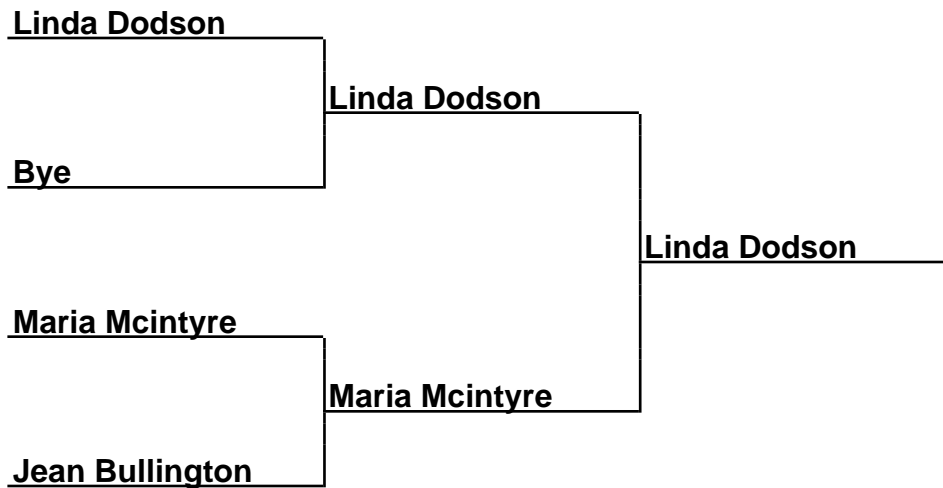 Linda Dodson
Linda Dodson
Bye
Linda Dodson
Maria Mcintyre
Maria Mcintyre
Jean Bullington